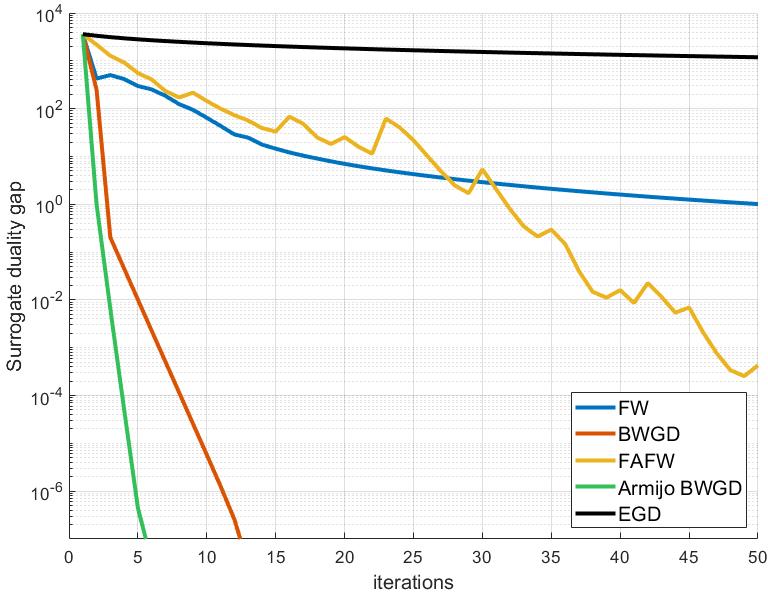 10^4
10^2
10^0
10^-2
10^-4
10^-6
Surrogate duality gap
FW
BWGD
FAFW
Armijo BWGD
EGD
0 5 10 15 20 25 30 35 40 45 50
iterations